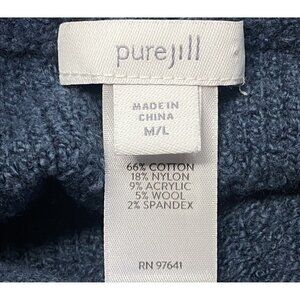 purejill
MADE IN
CHINA
M/L
66% COTTON
18% NYLON
9% ACRYLIC
5% WOOL
2% SPANDEX
RN 97641